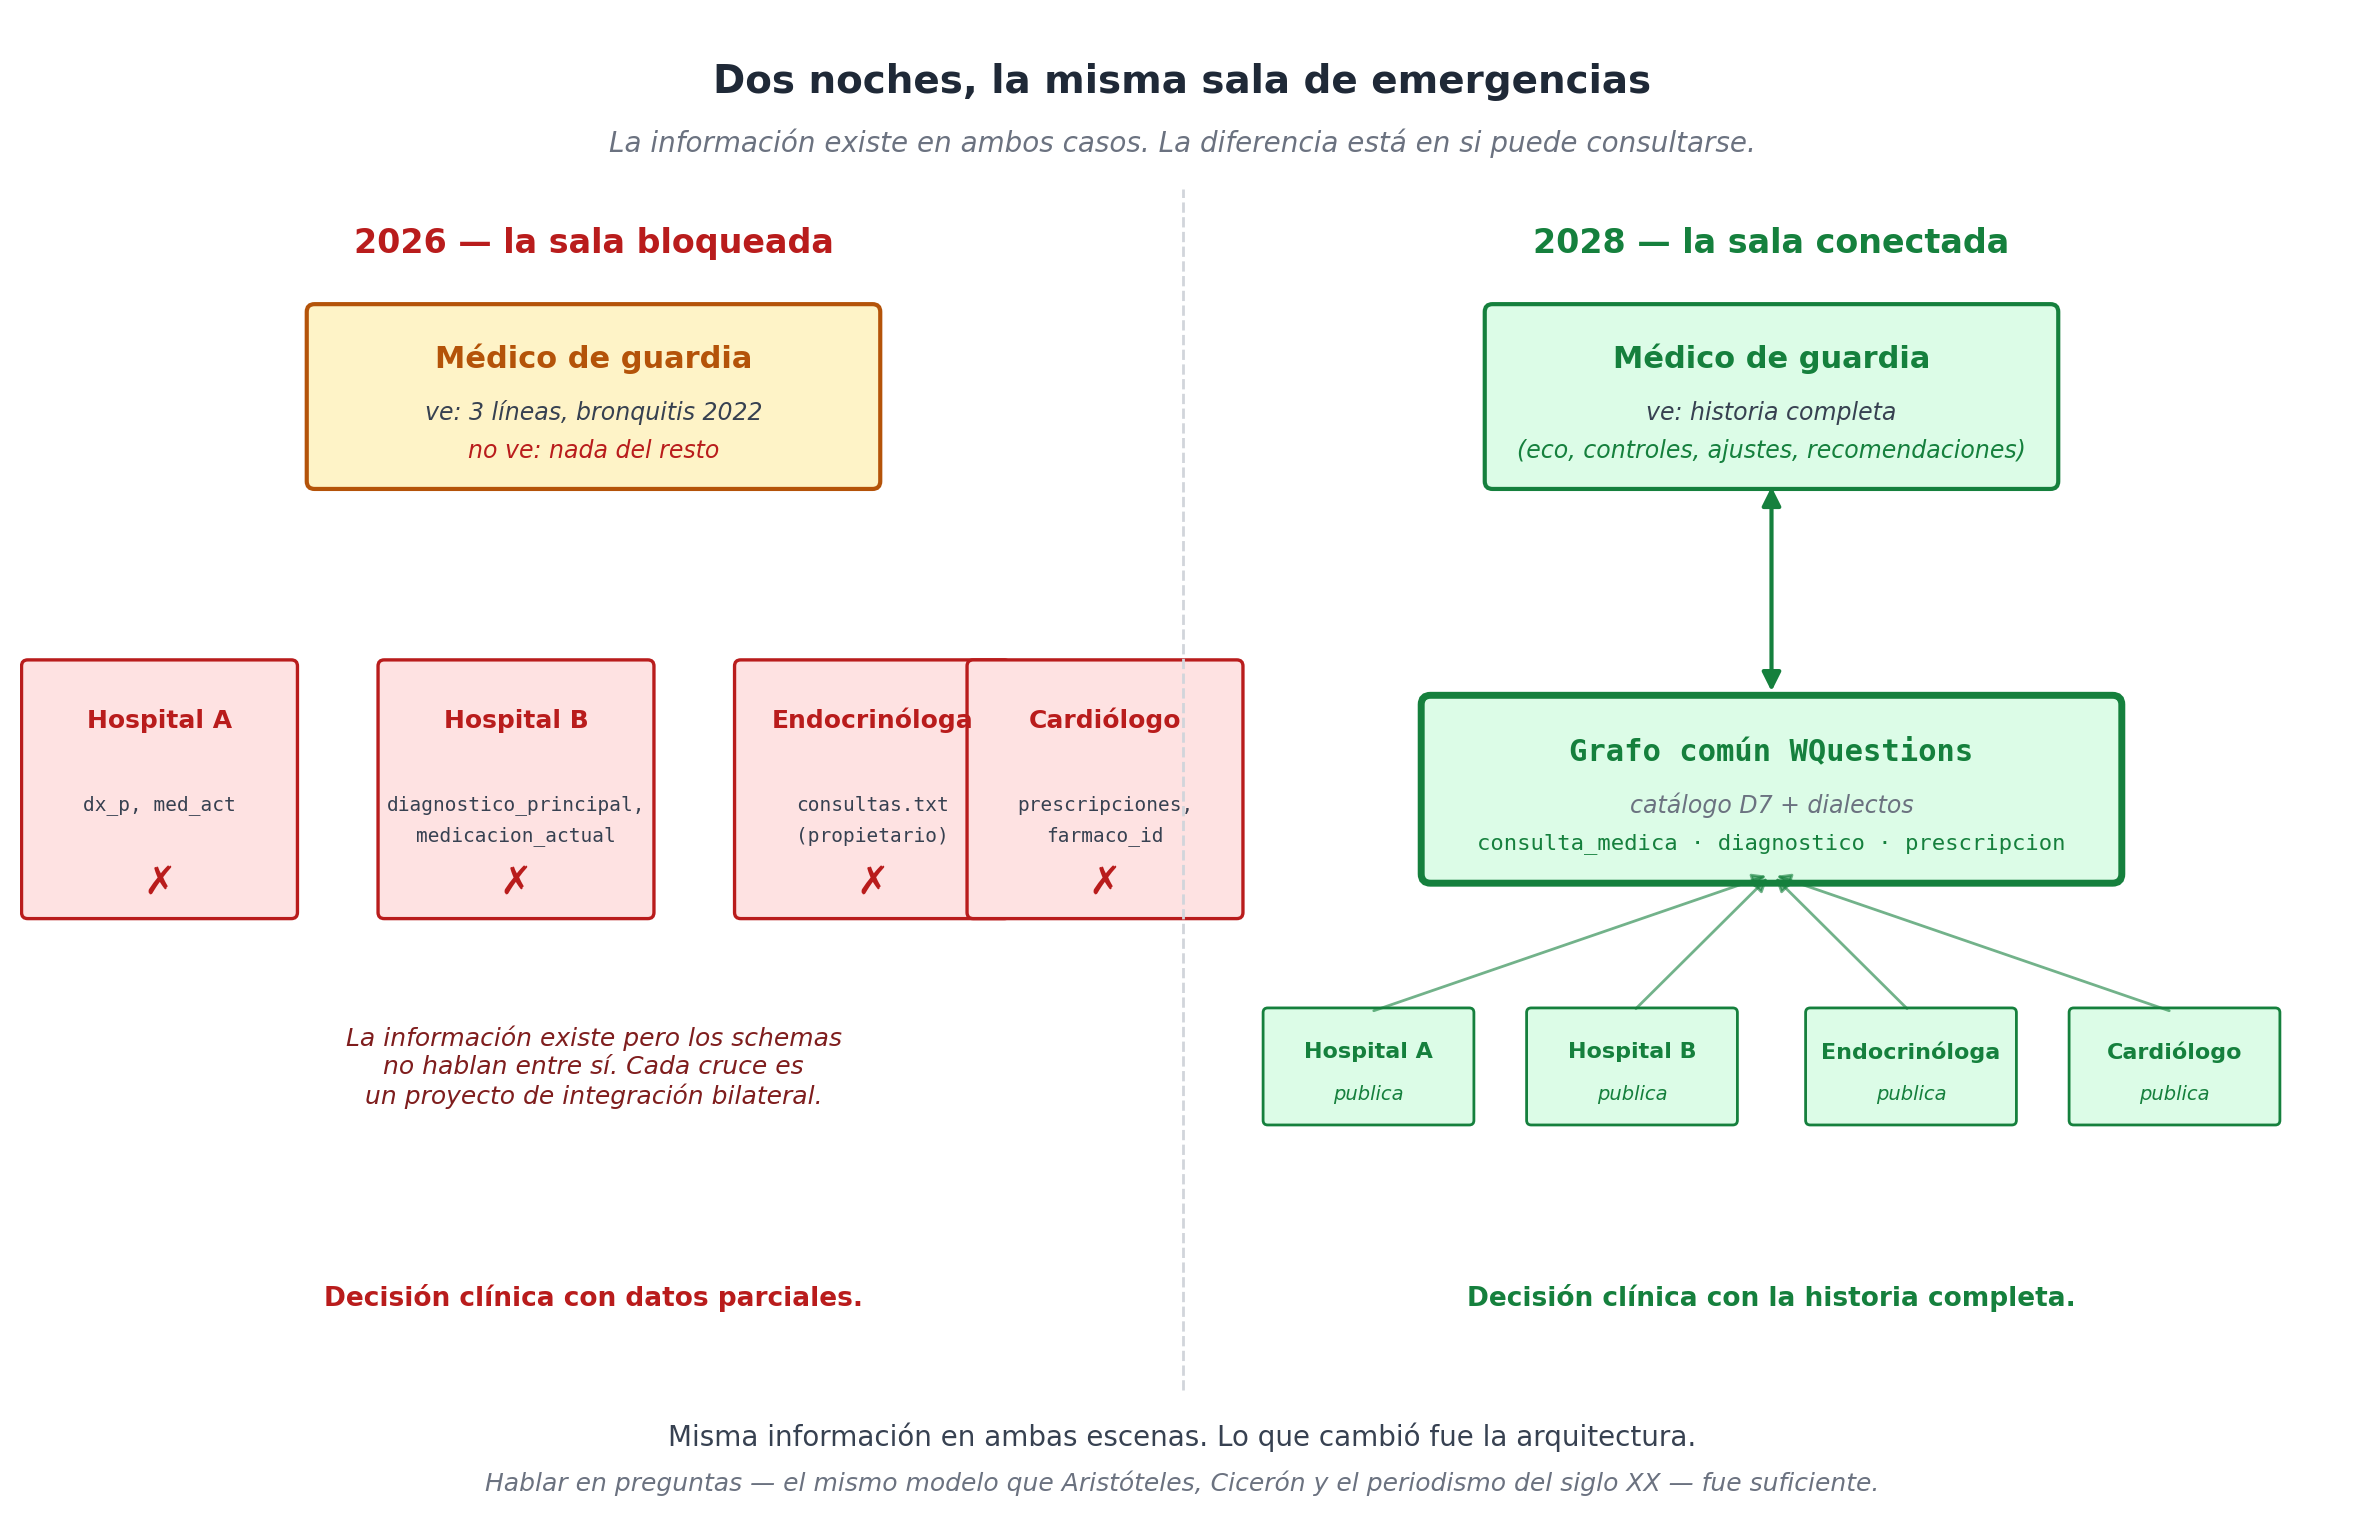 Dos noches, la misma sala de emergencias
La información existe en ambos casos. La diferencia está en si puede consultarse.
2026 — la sala bloqueada
Médico de guardia
ve: 3 líneas, bronquitis 2022
no ve: nada del resto
Hospital A
dx_p, med_act
✗
Hospital B
diagnostico_principal,
medicacion_actual
✗
Endocrinóloga
consultas.txt
(propietario)
✗
Cardiólogo
prescripciones,
farmaco_id
✗
La información existe pero los schemas
no hablan entre sí. Cada cruce es
un proyecto de integración bilateral.
Decisión clínica con datos parciales.
2028 — la sala conectada
Médico de guardia
ve: historia completa
(eco, controles, ajustes, recomendaciones)
Grafo común WQuestions
catálogo D7 + dialectos
consulta_medica · diagnostico · prescripcion
Hospital A
publica
Hospital B
publica
Endocrinóloga
publica
Cardiólogo
publica
Decisión clínica con la historia completa.
Misma información en ambas escenas. Lo que cambió fue la arquitectura.
Hablar en preguntas — el mismo modelo que Aristóteles, Cicerón y el periodismo del siglo XX — fue suficiente.